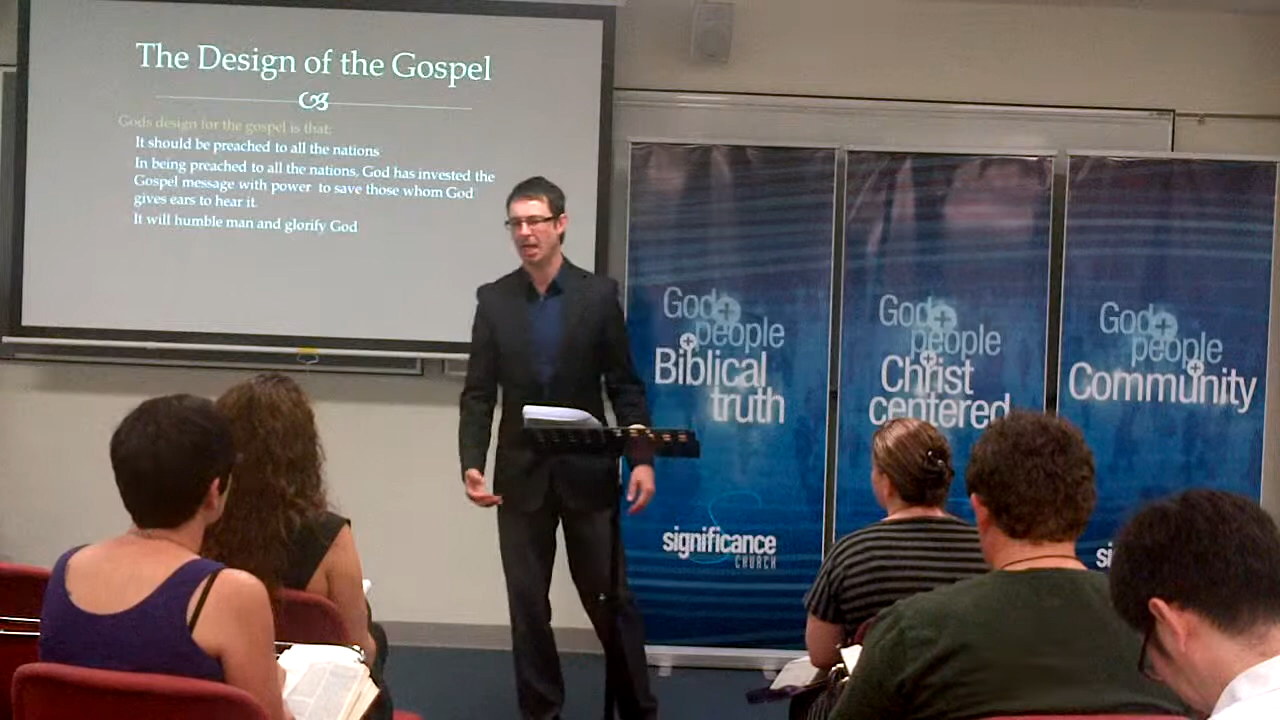 The Design of the Gospel
Gods design for the gospel is that:
It should be preached to all the nations
In being preached to all the nations, God has invested the
Gospel message with power to save those whom God
gives ears to hear it.
It will humble man and glorify God
God+
people
+
Biblical
truth
significance
CHURCH
God+
people
+
Christ
centered
God+
people
+
Community
si